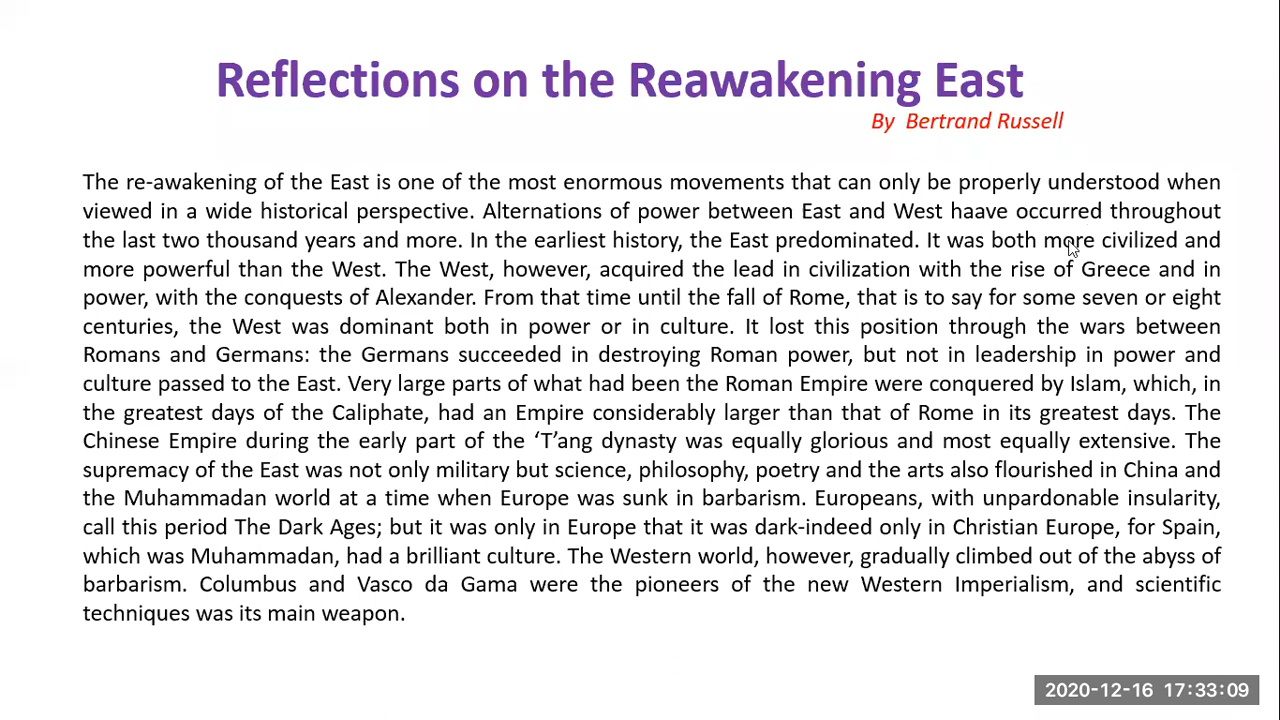 Reflections on the Reawakening East
By Bertrand Russell
The re-awakening of the East is one of the most enormous movements that can only be properly understood when
viewed in a wide historical perspective. Alternations of power between East and West haave occurred throughout
the last two thousand years and more. In the earliest history, the East predominated. It was both more civilized and
more powerful than the West. The West, however, acquired the lead in civilization with the rise of Greece and in
power, with the conquests of Alexander. From that time until the fall of Rome, that is to say for some seven or eight
centuries, the West was dominant both in power or in culture. It lost this position through the wars between
Romans and Germans: the Germans succeeded in destroying Roman power, but not in leadership in power and
culture passed to the East. Very large parts of what had been the Roman Empire were conquered by Islam, which, in
the greatest days of the Caliphate, had an Empire considerably larger than that of Rome in its greatest days. The
Chinese Empire during the early part of the ‘T’ang dynasty was equally glorious and most equally extensive. The
supremacy of the East was not only military but science, philosophy, poetry and the arts also flourished in China and
the Muhammadan world at a time when Europe was sunk in barbarism. Europeans, with unpardonable insularity,
call this period The Dark Ages; but it was only in Europe that it was dark-indeed only in Christian Europe, for Spain,
which was Muhammadan, had a brilliant culture. The Western world, however, gradually climbed out of the abyss of
barbarism. Columbus and Vasco da Gama were the pioneers of the new Western Imperialism, and scientific
techniques was its main weapon.
2020-12-16 17:33:09